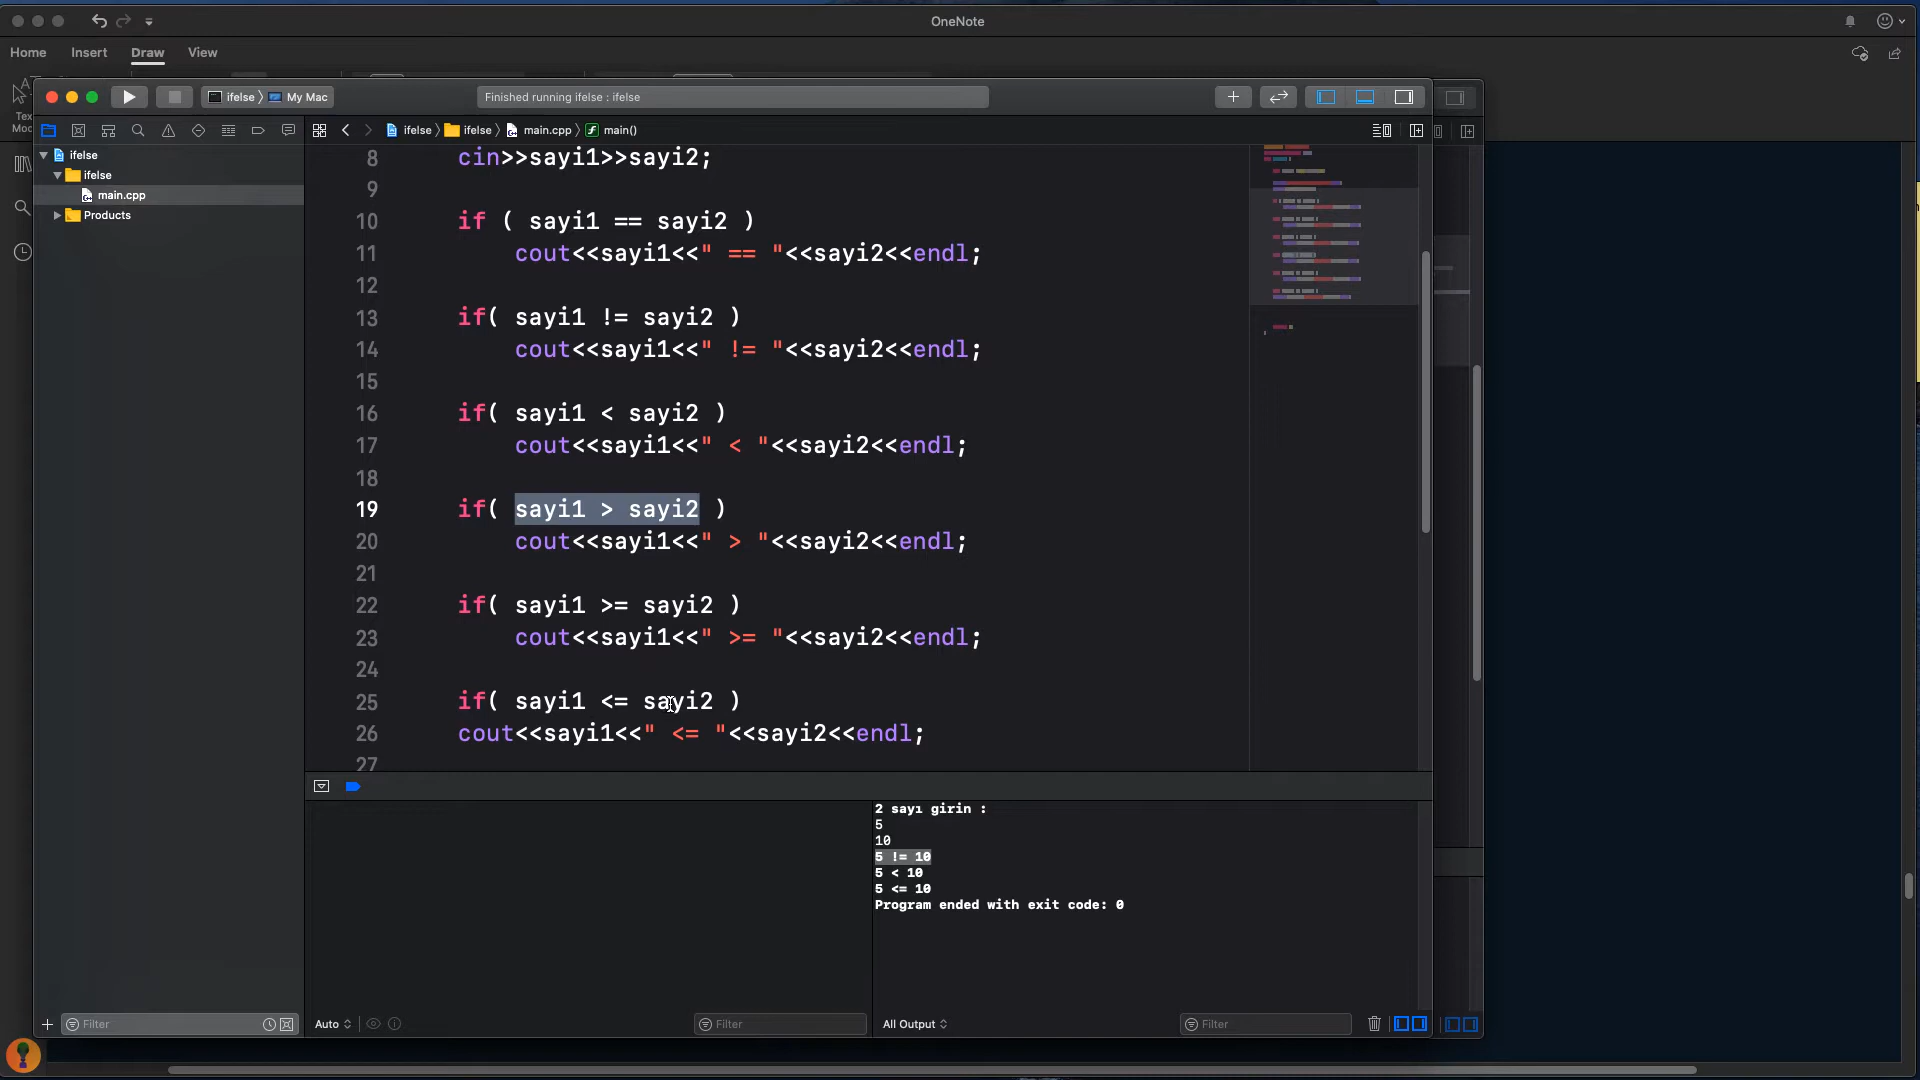 OneNote
Home Insert Draw View
ifelse My Mac
Finished running ifelse : ifelse
ifelse ifelse main.cpp main()
ifelse
ifelse
main.cpp
Products
8 cin>>sayi1>>sayi2;
9
10 if ( sayi1 == sayi2 )
11 cout<<sayi1<<" == "<<sayi2<<endl;
12
13 if( sayi1 != sayi2 )
14 cout<<sayi1<<" != "<<sayi2<<endl;
15
16 if( sayi1 < sayi2 )
17 cout<<sayi1<<" < "<<sayi2<<endl;
18
19 if( sayi1 > sayi2 )
20 cout<<sayi1<<" > "<<sayi2<<endl;
21
22 if( sayi1 >= sayi2 )
23 cout<<sayi1<<" >= "<<sayi2<<endl;
24
25 if( sayi1 <= sayi2 )
26 cout<<sayi1<<" <= "<<sayi2<<endl;
27
2 sayı girin :
5
10
5 != 10
5 < 10
5 <= 10
Program ended with exit code: 0
Filter
Auto
Filter
All Output
Filter